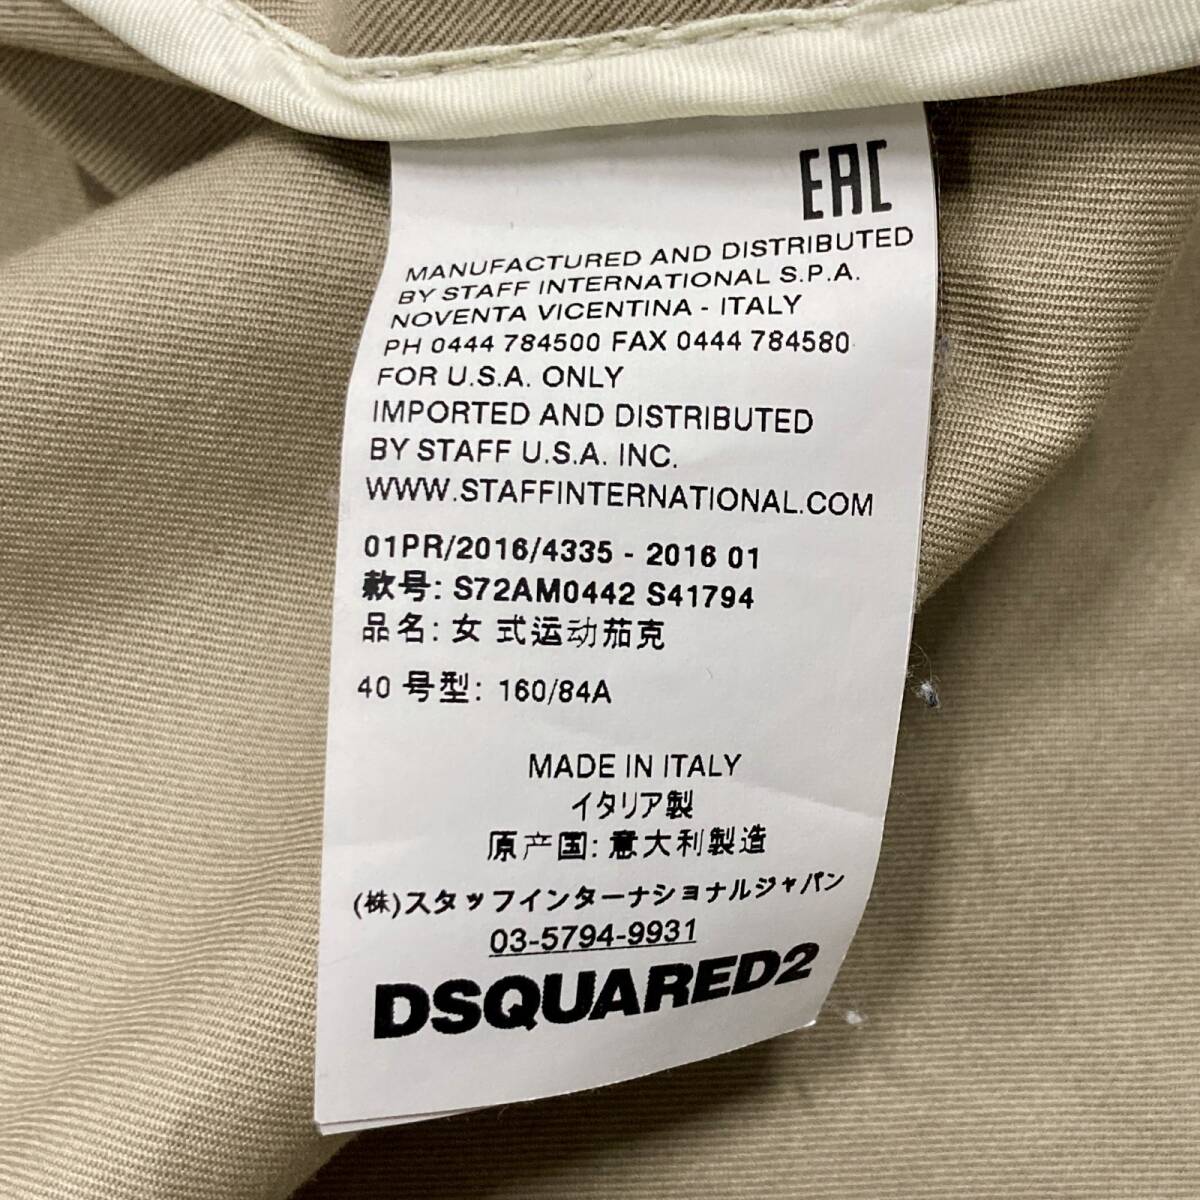 EAC
MANUFACTURED AND DISTRIBUTED
BY STAFF INTERNATIONAL S.P.A.
NOVENTA VICENTINA - ITALY
PH 0444 784500 FAX 0444 784580
FOR U.S.A. ONLY
IMPORTED AND DISTRIBUTED
BY STAFF U.S.A. INC.
WWW.STAFFINTERNATIONAL.COM
01PR/2016/4335 - 2016 01
款号: S72AM0442 S41794
品名: 女 式运动茄克
40 号型: 160/84A
MADE IN ITALY
イタリア製
原产国: 意大利製造
(株)スタッフインターナショナルジャパン
03-5794-9931
DSQUARED2